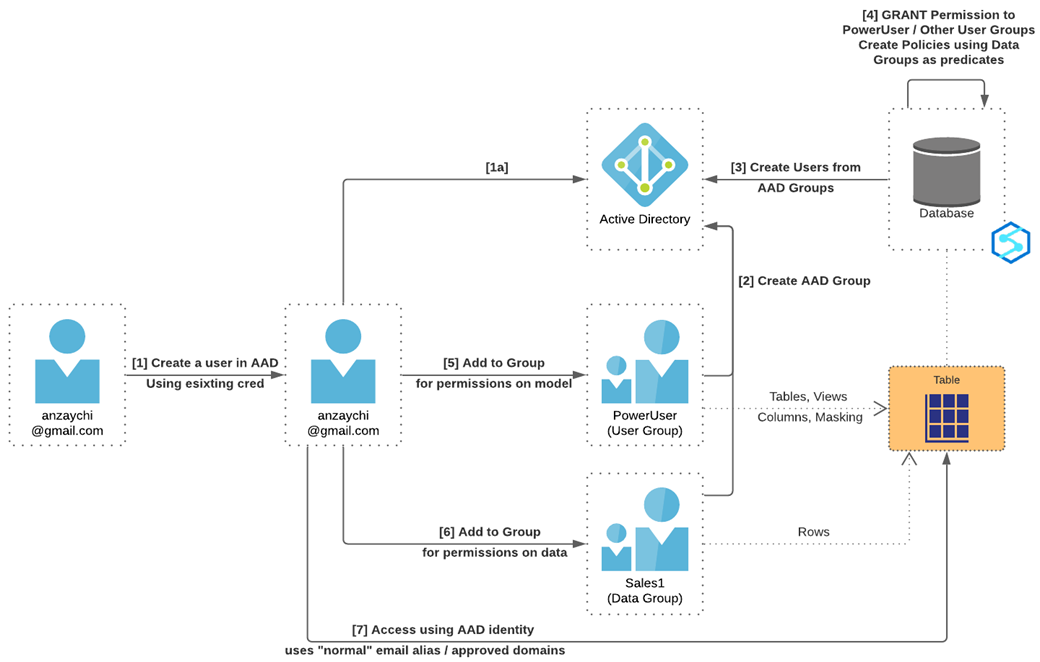 [4] GRANT Permission to
PowerUser / Other User Groups
Create Policies using Data
Groups as predicates
[1a]
[3] Create Users from
AAD Groups
Active Directory
Database
[2] Create AAD Group
[1] Create a user in AAD
Using esixting cred
[5] Add to Group
for permissions on model
anzaychi
@gmail.com
anzaychi
@gmail.com
PowerUser
(User Group)
Tables, Views
Columns, Masking
Table
[6] Add to Group
for permissions on data
Rows
Sales1
(Data Group)
[7] Access using AAD identity
uses "normal" email alias / approved domains